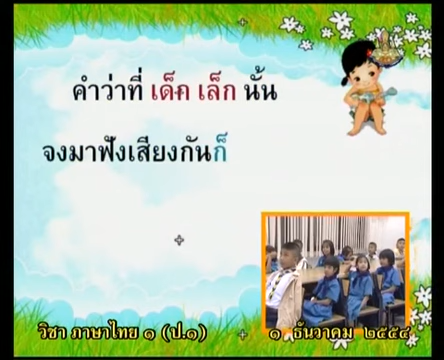 คำว่าที่ เด็ก เล็ก นั้น
จงมาฟังเสียงกันก็
วิชา ภาษาไทย ๑ (ป.๑)
๑ ธันวาคม ๒๕๕๔